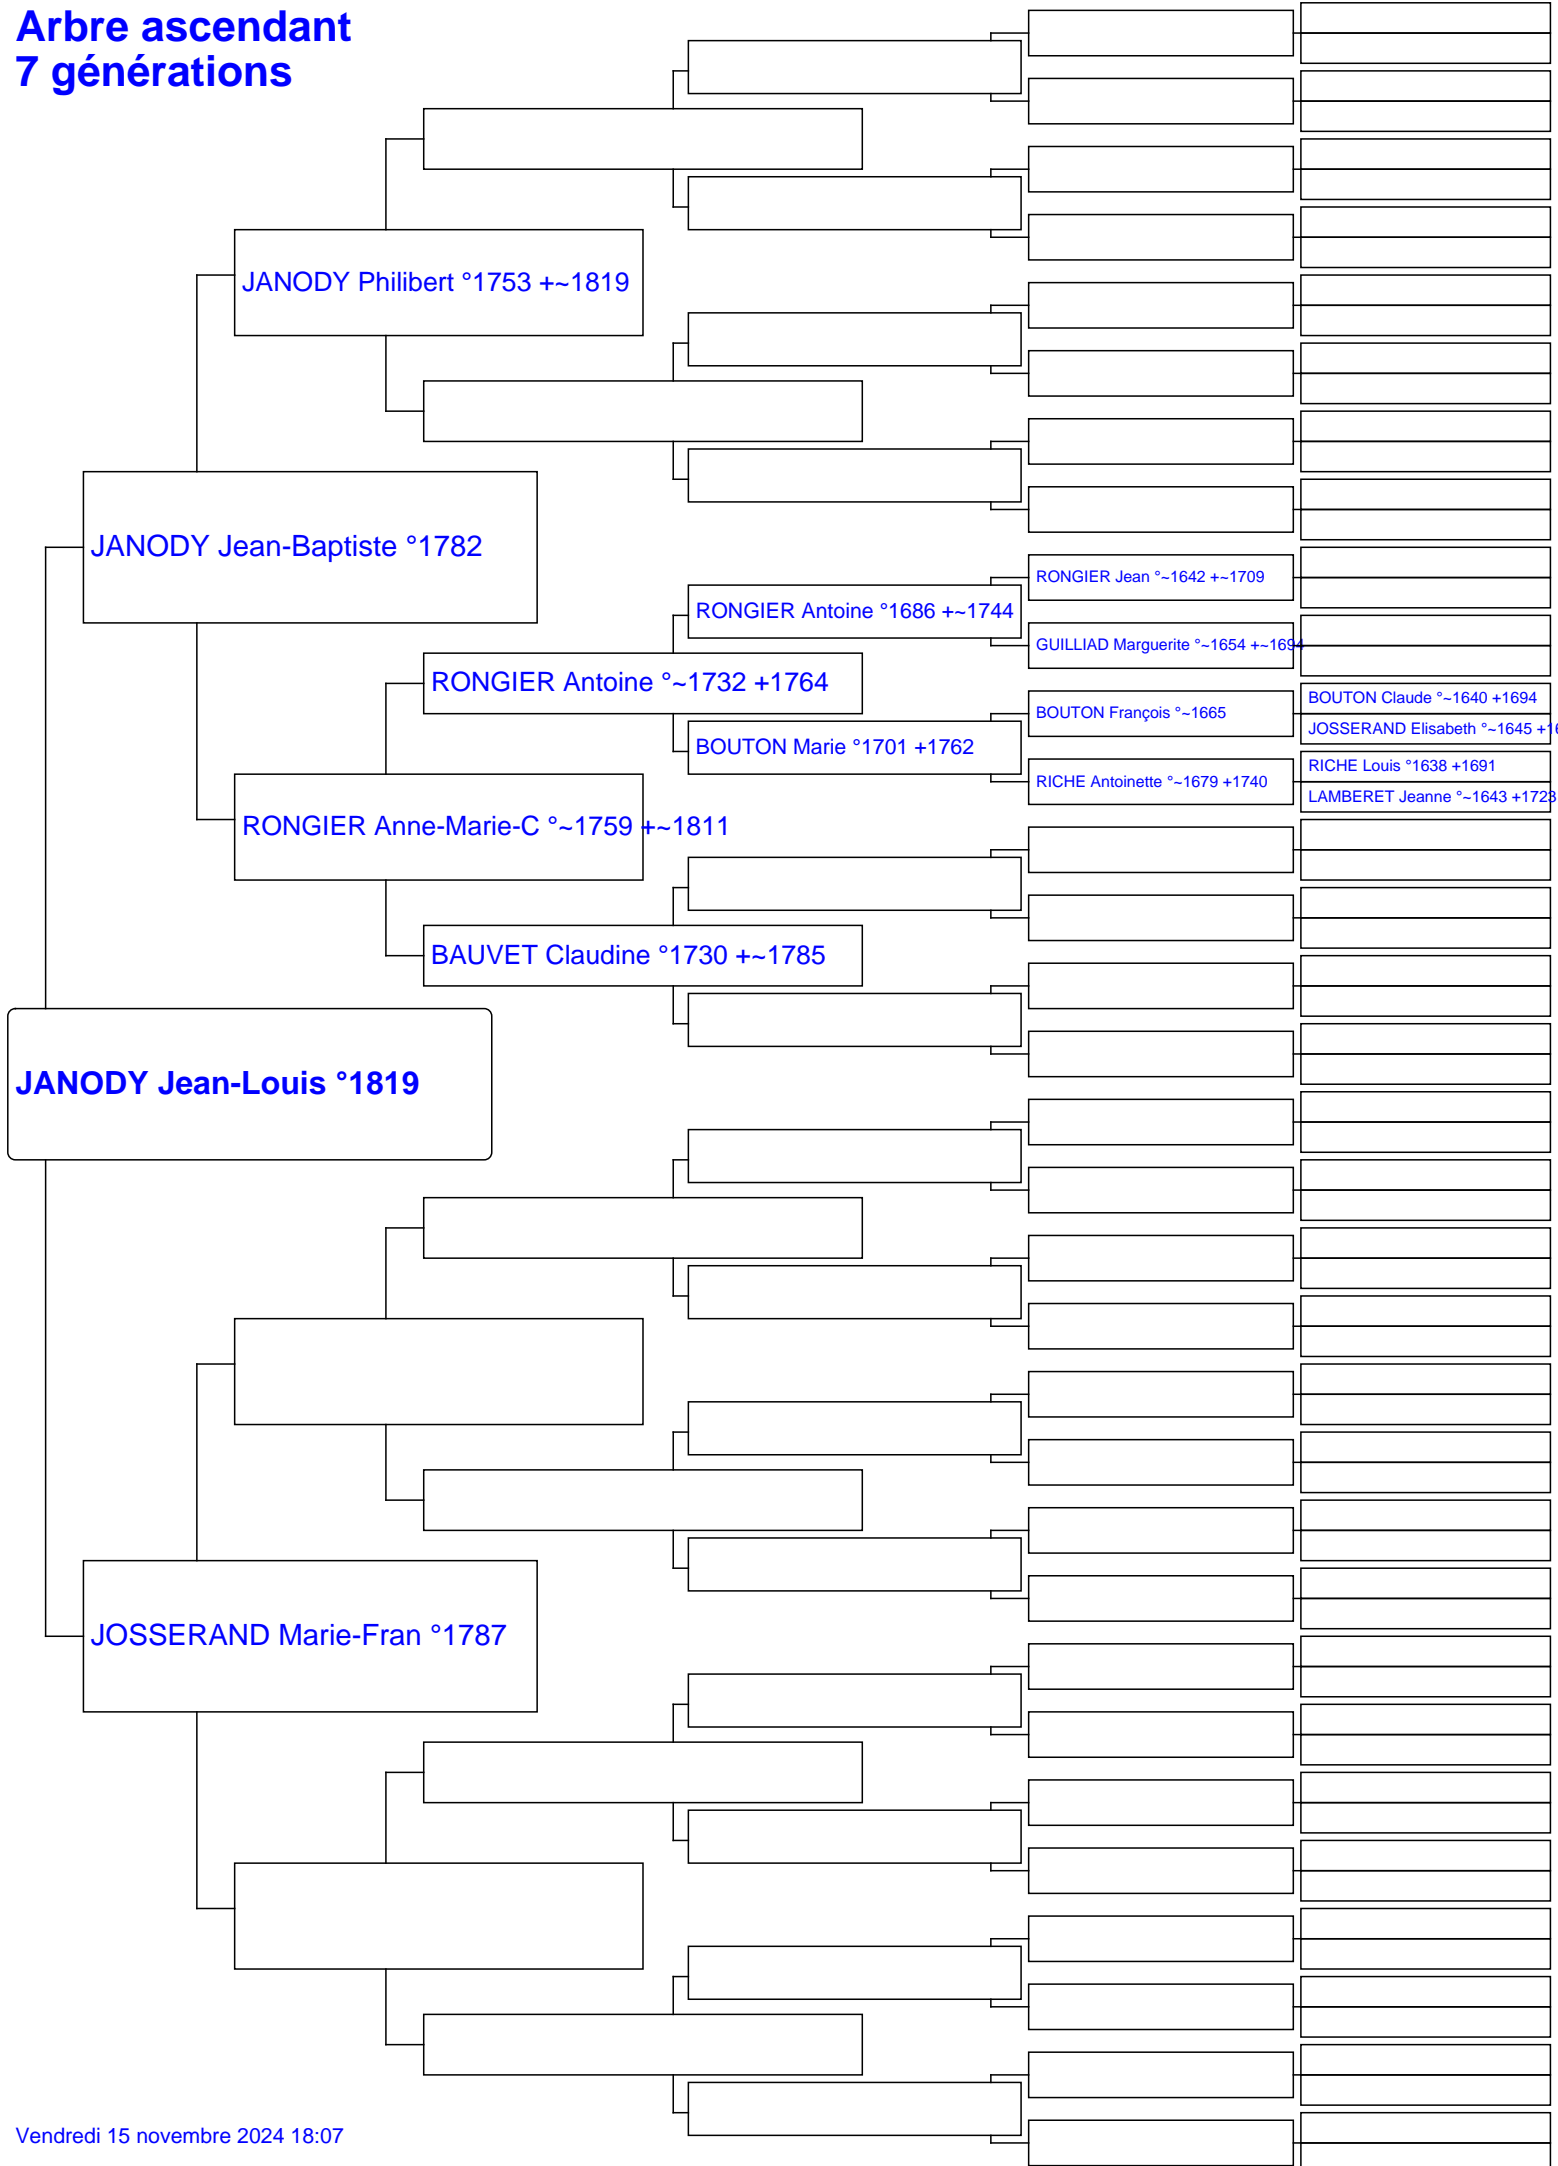 Arbre ascendant
7 générations
JANODY Philibert °1753 +~1819
JANODY Jean-Baptiste °1782
RONGIER Jean °~1642 +~1709
RONGIER Antoine °1686 +~1744
GUILLIAD Marguerite °~1654 +~1694
RONGIER Antoine °~1732 +1764
BOUTON Claude °~1640 +1694
BOUTON François °~1665
JOSSERAND Elisabeth °~1645
BOUTON Marie °1701 +1762
RICHE Louis °1638 +1691
RICHE Antoinette °~1679 +1740
LAMBERET Jeanne °~1643 +1723
RONGIER Anne-Marie-C °~1759 +~1811
BAUVET Claudine °1730 +~1785
JANODY Jean-Louis °1819
JOSSERAND Marie-Fran °1787
Vendredi 15 novembre 2024 18:07